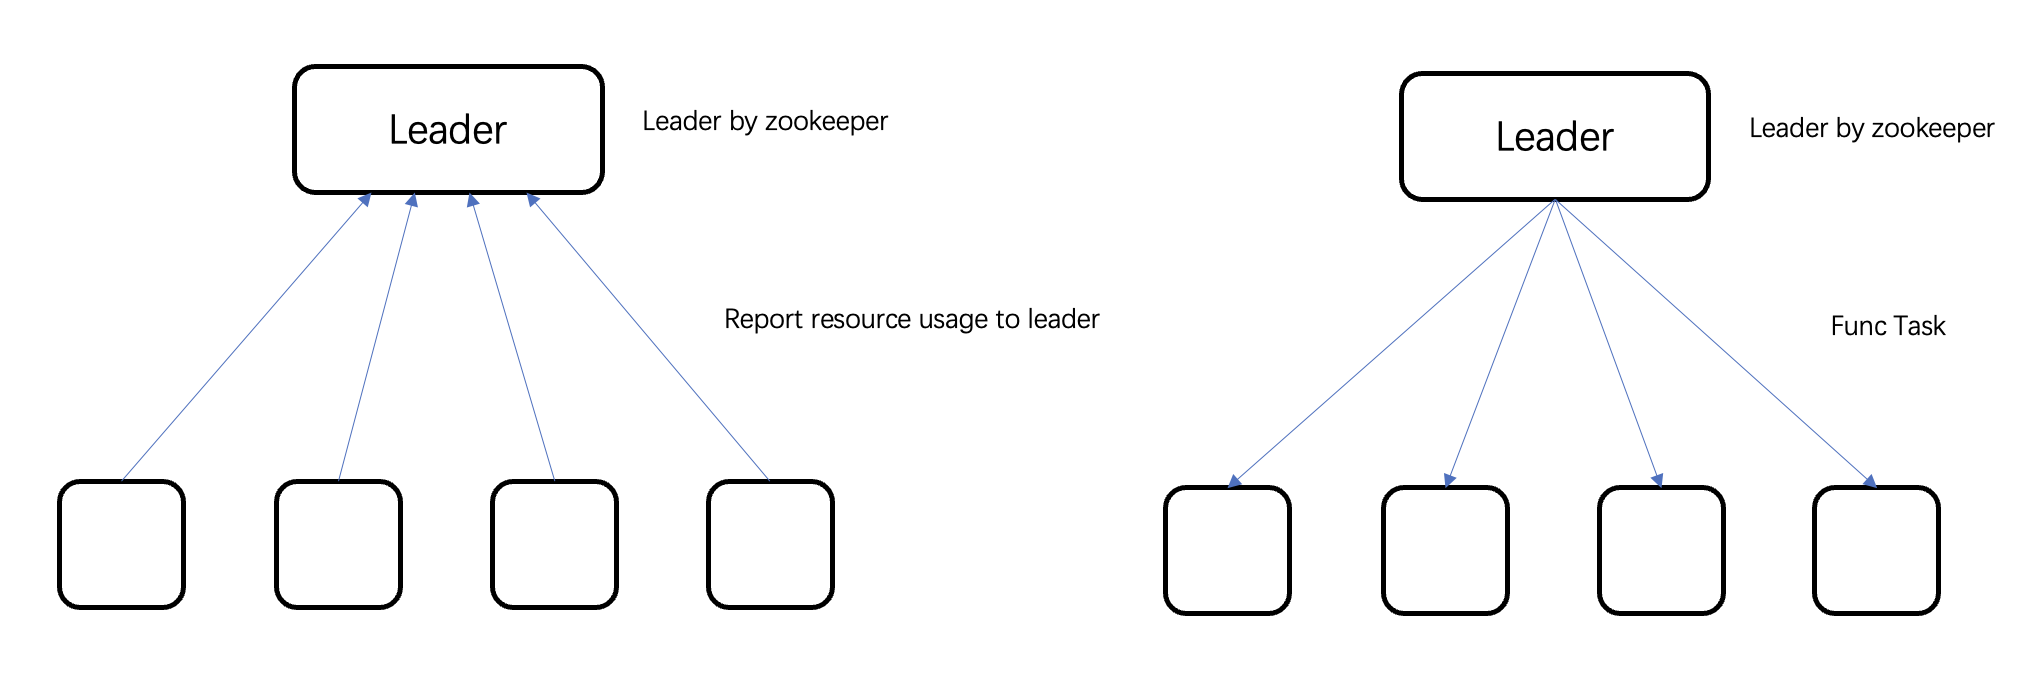 Leader
Leader by zookeeper
Report resource usage to leader
Leader
Leader by zookeeper
Func Task